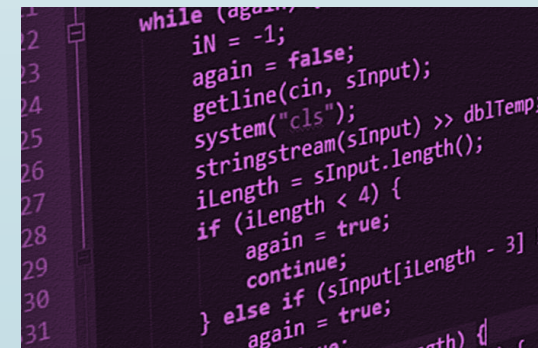 while (again) {
22 iN = -1;
23 again = false;
24 getline(cin, sInput);
25 system("cls");
26 stringstream(sInput) >> dblTemp;
27 iLength = sInput.length();
28 if (iLength < 4) {
29 again = true;
30 continue;
31 } else if (sInput[iLength - 3]
again = true;